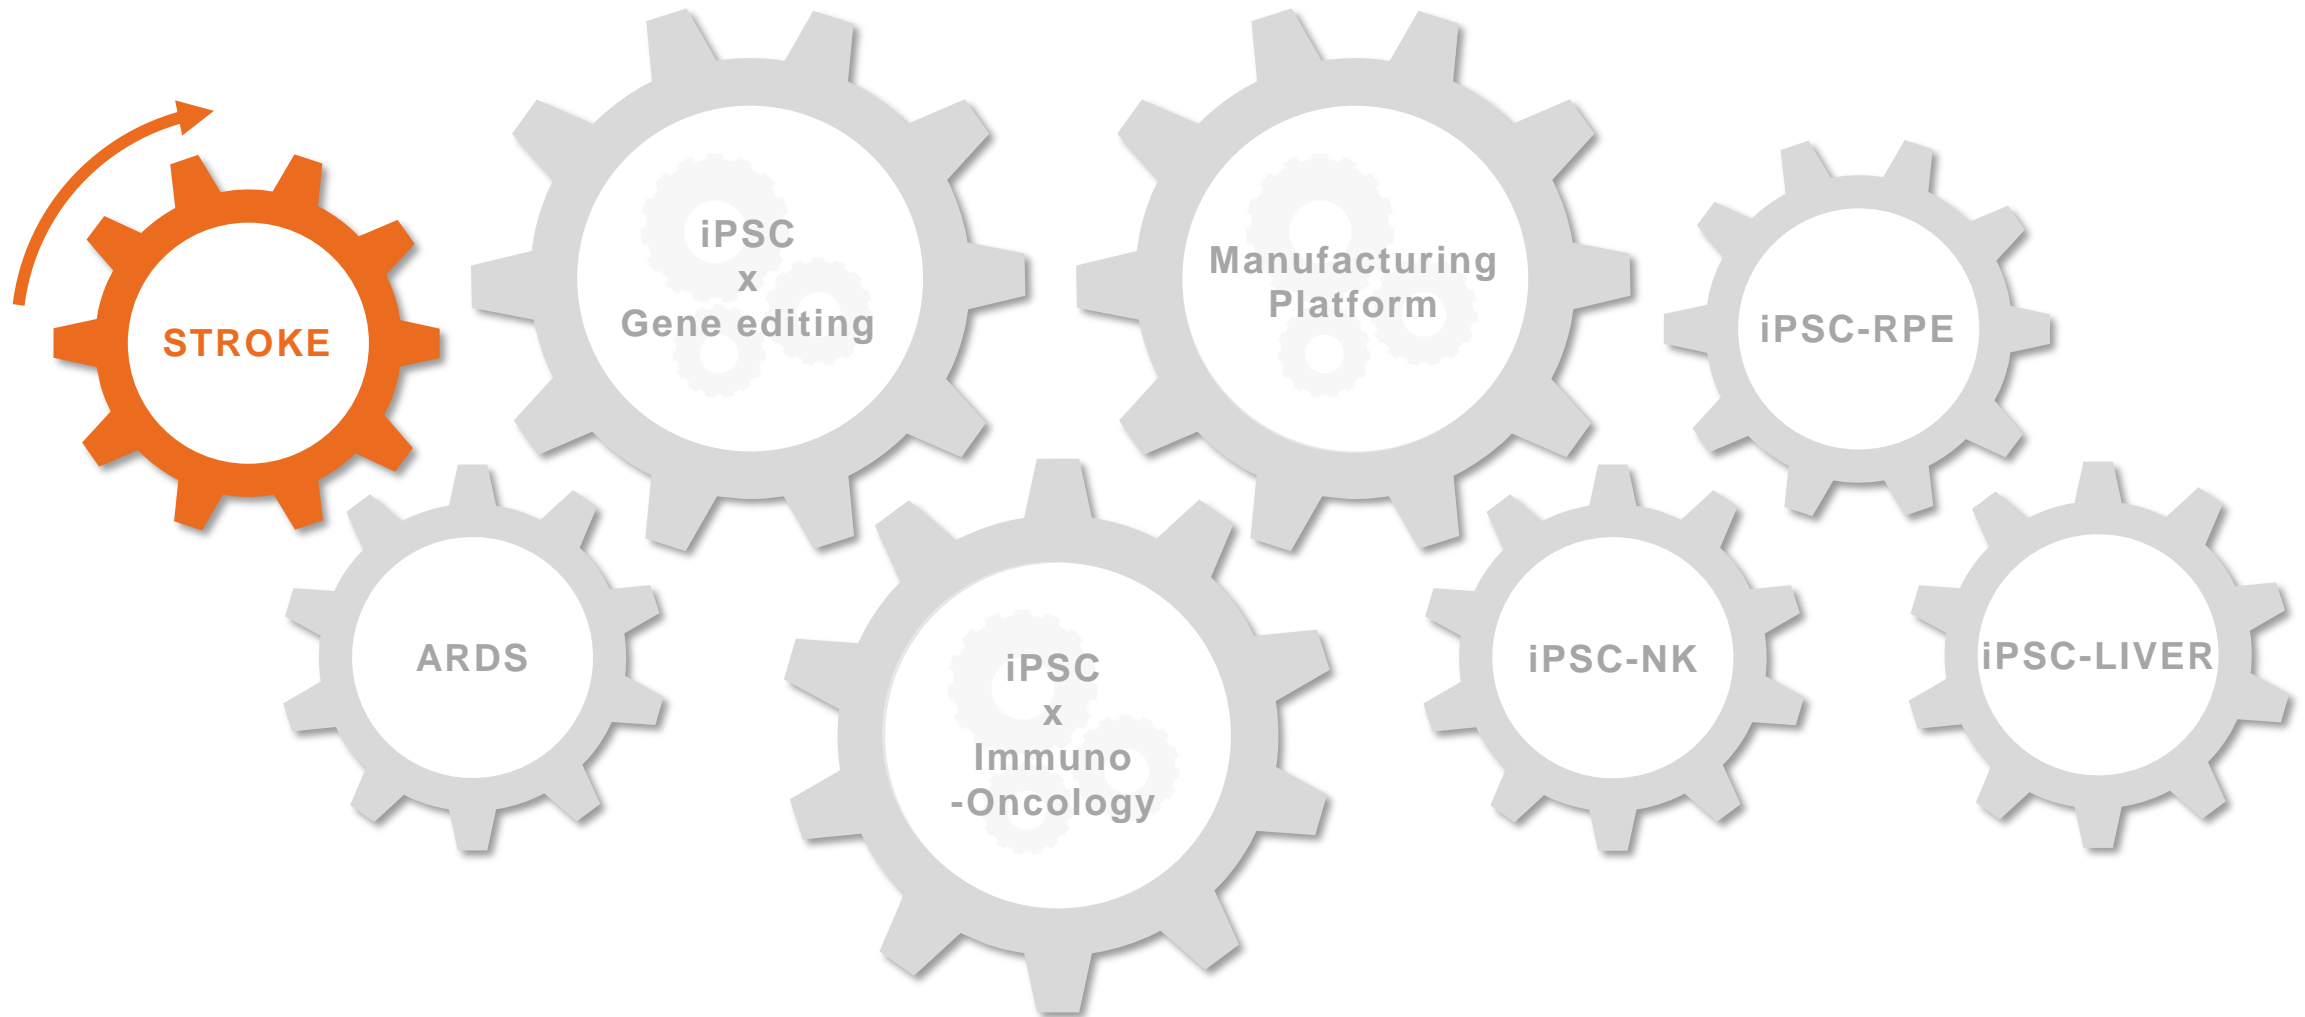 STROKE
iPSC
x
Gene editing
Manufacturing
Platform
iPSC-RPE
ARDS
iPSC
x
Immuno
-Oncology
iPSC-NK
iPSC-LIVER